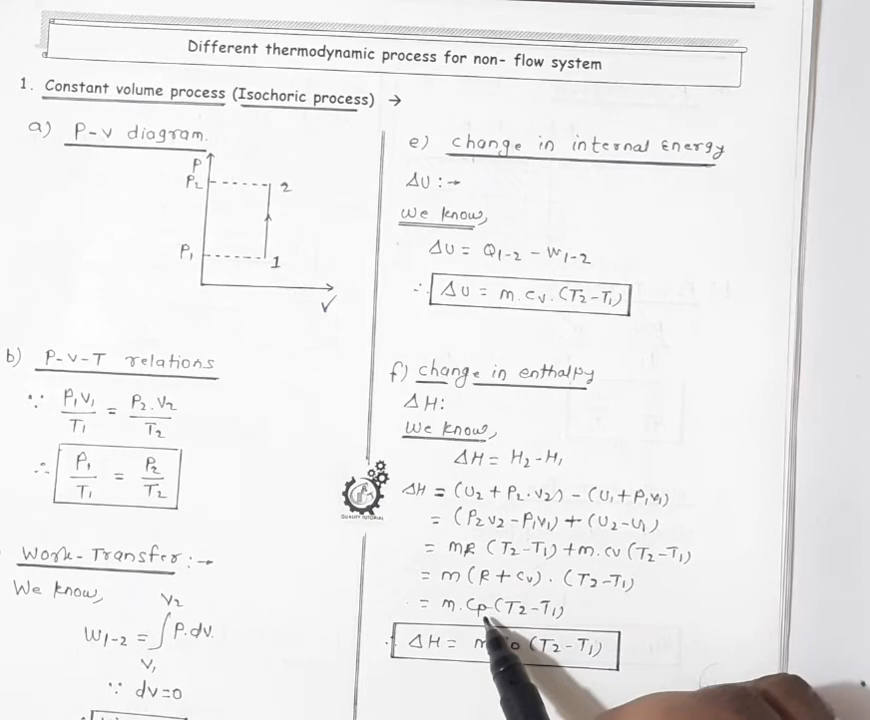 Different thermodynamic process for non- flow system
1. Constant volume process (Isochoric process) →
a) P-V diagram.
P
P2
2
P1
1
V
b) P-V-T relations
∵ P1V1/T1 = P2.V2/T2
∴ P1/T1 = P2/T2
Work-Transfer :→
We know,
W1-2 = ∫V1V2 P.dv.
∵ dv=0
e) change in internal Energy
ΔU :→
We know,
ΔU = Q1-2 - W1-2
∴ ΔU = m.cv.(T2-T1)
f) change in enthalpy
ΔH:
We know,
ΔH = H2-H1
ΔH = (U2+P2.V2) - (U1+P1V1)
= (P2V2-P1V1)+(U2-U1)
= mR (T2-T1)+m.cv(T2-T1)
= m(R+cv).(T2-T1)
= m.Cp(T2-T1)
∴ ΔH = (T2-T1)
QUALITY TUTORIAL